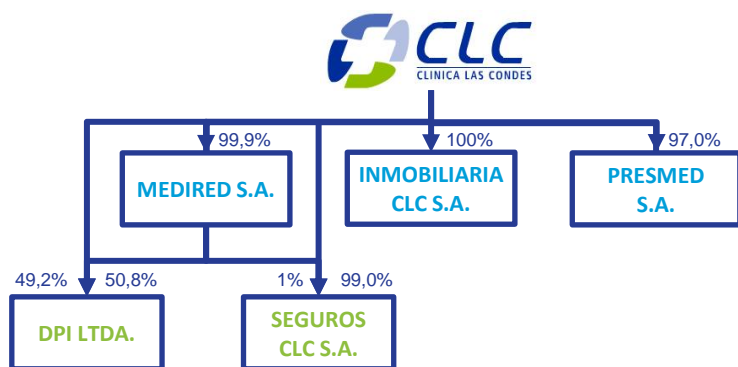 CLC
CLINICA LAS CONDES
99,9%
100%
97,0%
MEDIRED S.A.
INMOBILIARIA
CLC S.A.
PRESMED
S.A.
49,2%
50,8%
1%
99,0%
DPI LTDA.
SEGUROS
CLC S.A.